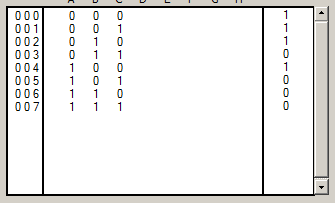 A B C D E F G H
000 0 0 0 1
001 0 0 1 1
002 0 1 0 1
003 0 1 1 0
004 1 0 0 1
005 1 0 1 0
006 1 1 0 0
007 1 1 1 0